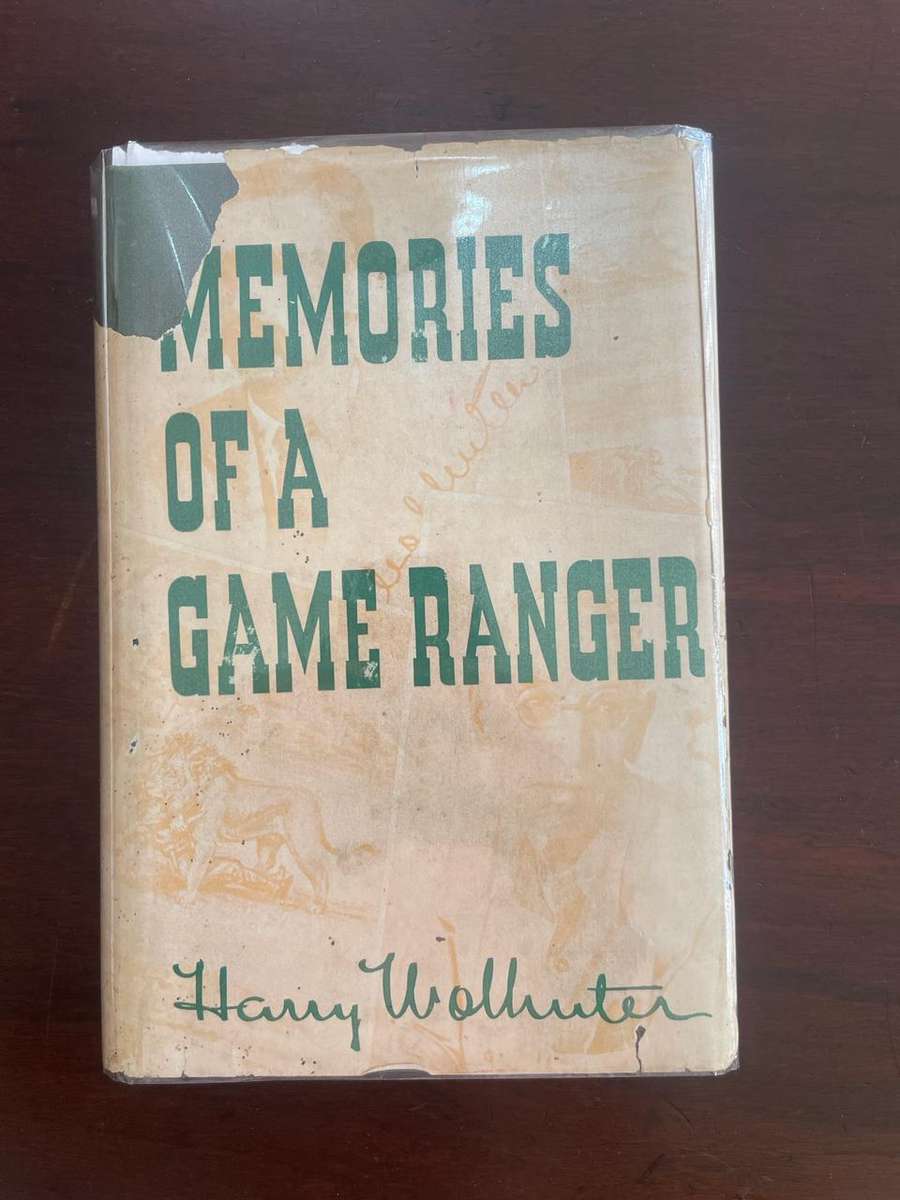 MEMORIES
OF A
GAME RANGER
Harry Wolhuter